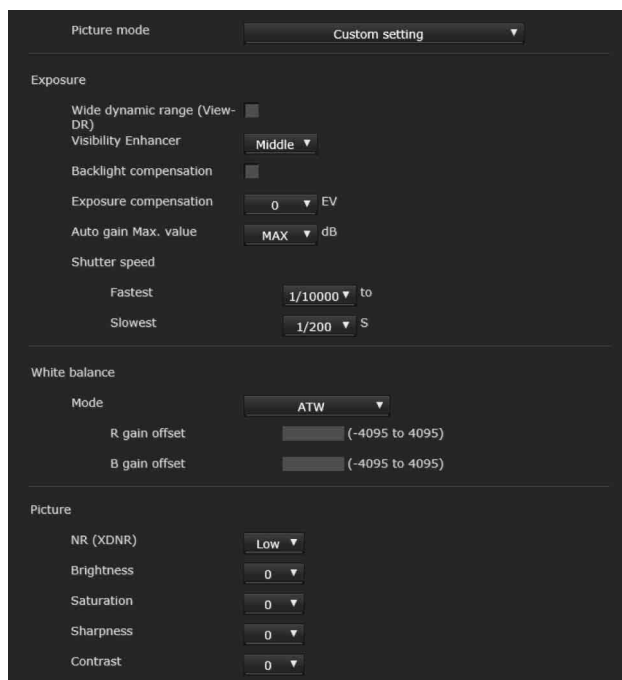 Picture mode Custom setting ▼
Exposure
Wide dynamic range (View-
DR)
Visibility Enhancer Middle ▼
Backlight compensation
Exposure compensation 0 ▼ EV
Auto gain Max. value MAX ▼ dB
Shutter speed
Fastest 1/10000 ▼ to
Slowest 1/200 ▼ S
White balance
Mode ATW ▼
R gain offset (-4095 to 4095)
B gain offset (-4095 to 4095)
Picture
NR (XDNR) Low ▼
Brightness 0 ▼
Saturation 0 ▼
Sharpness 0 ▼
Contrast 0 ▼